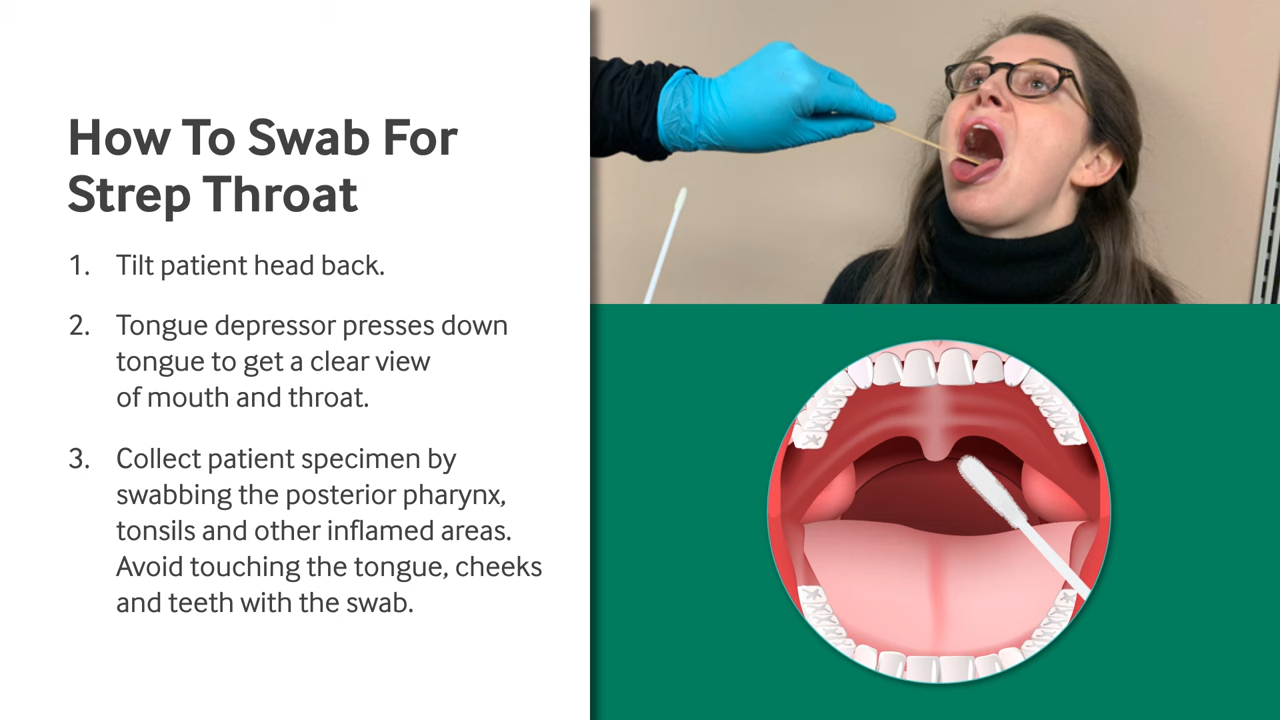 How To Swab For
Strep Throat
1. Tilt patient head back.
2. Tongue depressor presses down
tongue to get a clear view
of mouth and throat.
3. Collect patient specimen by
swabbing the posterior pharynx,
tonsils and other inflamed areas.
Avoid touching the tongue, cheeks
and teeth with the swab.